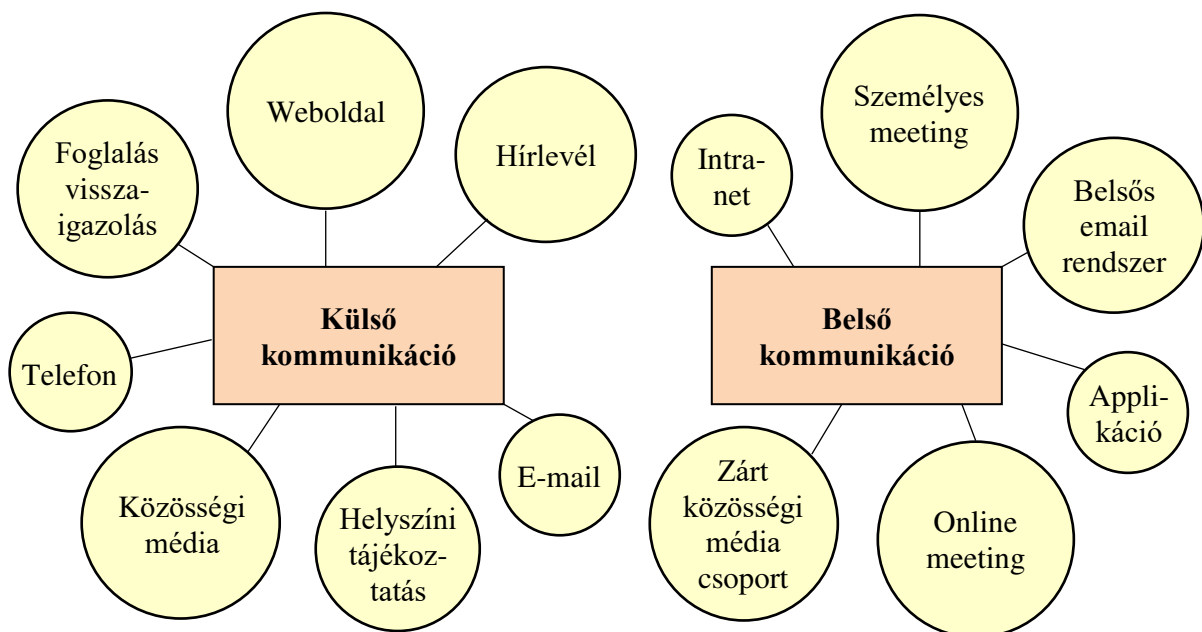 Weboldal
Foglalás
vissza-
igazolás
Hírlevél
Külső
kommunikáció
Telefon
Közösségi
média
Helyszíni
tájékoz-
tatás
E-mail
Személyes
meeting
Intra-
net
Belsős
email
rendszer
Belső
kommunikáció
Appli-
káció
Zárt
közösségi
média
csoport
Online
meeting